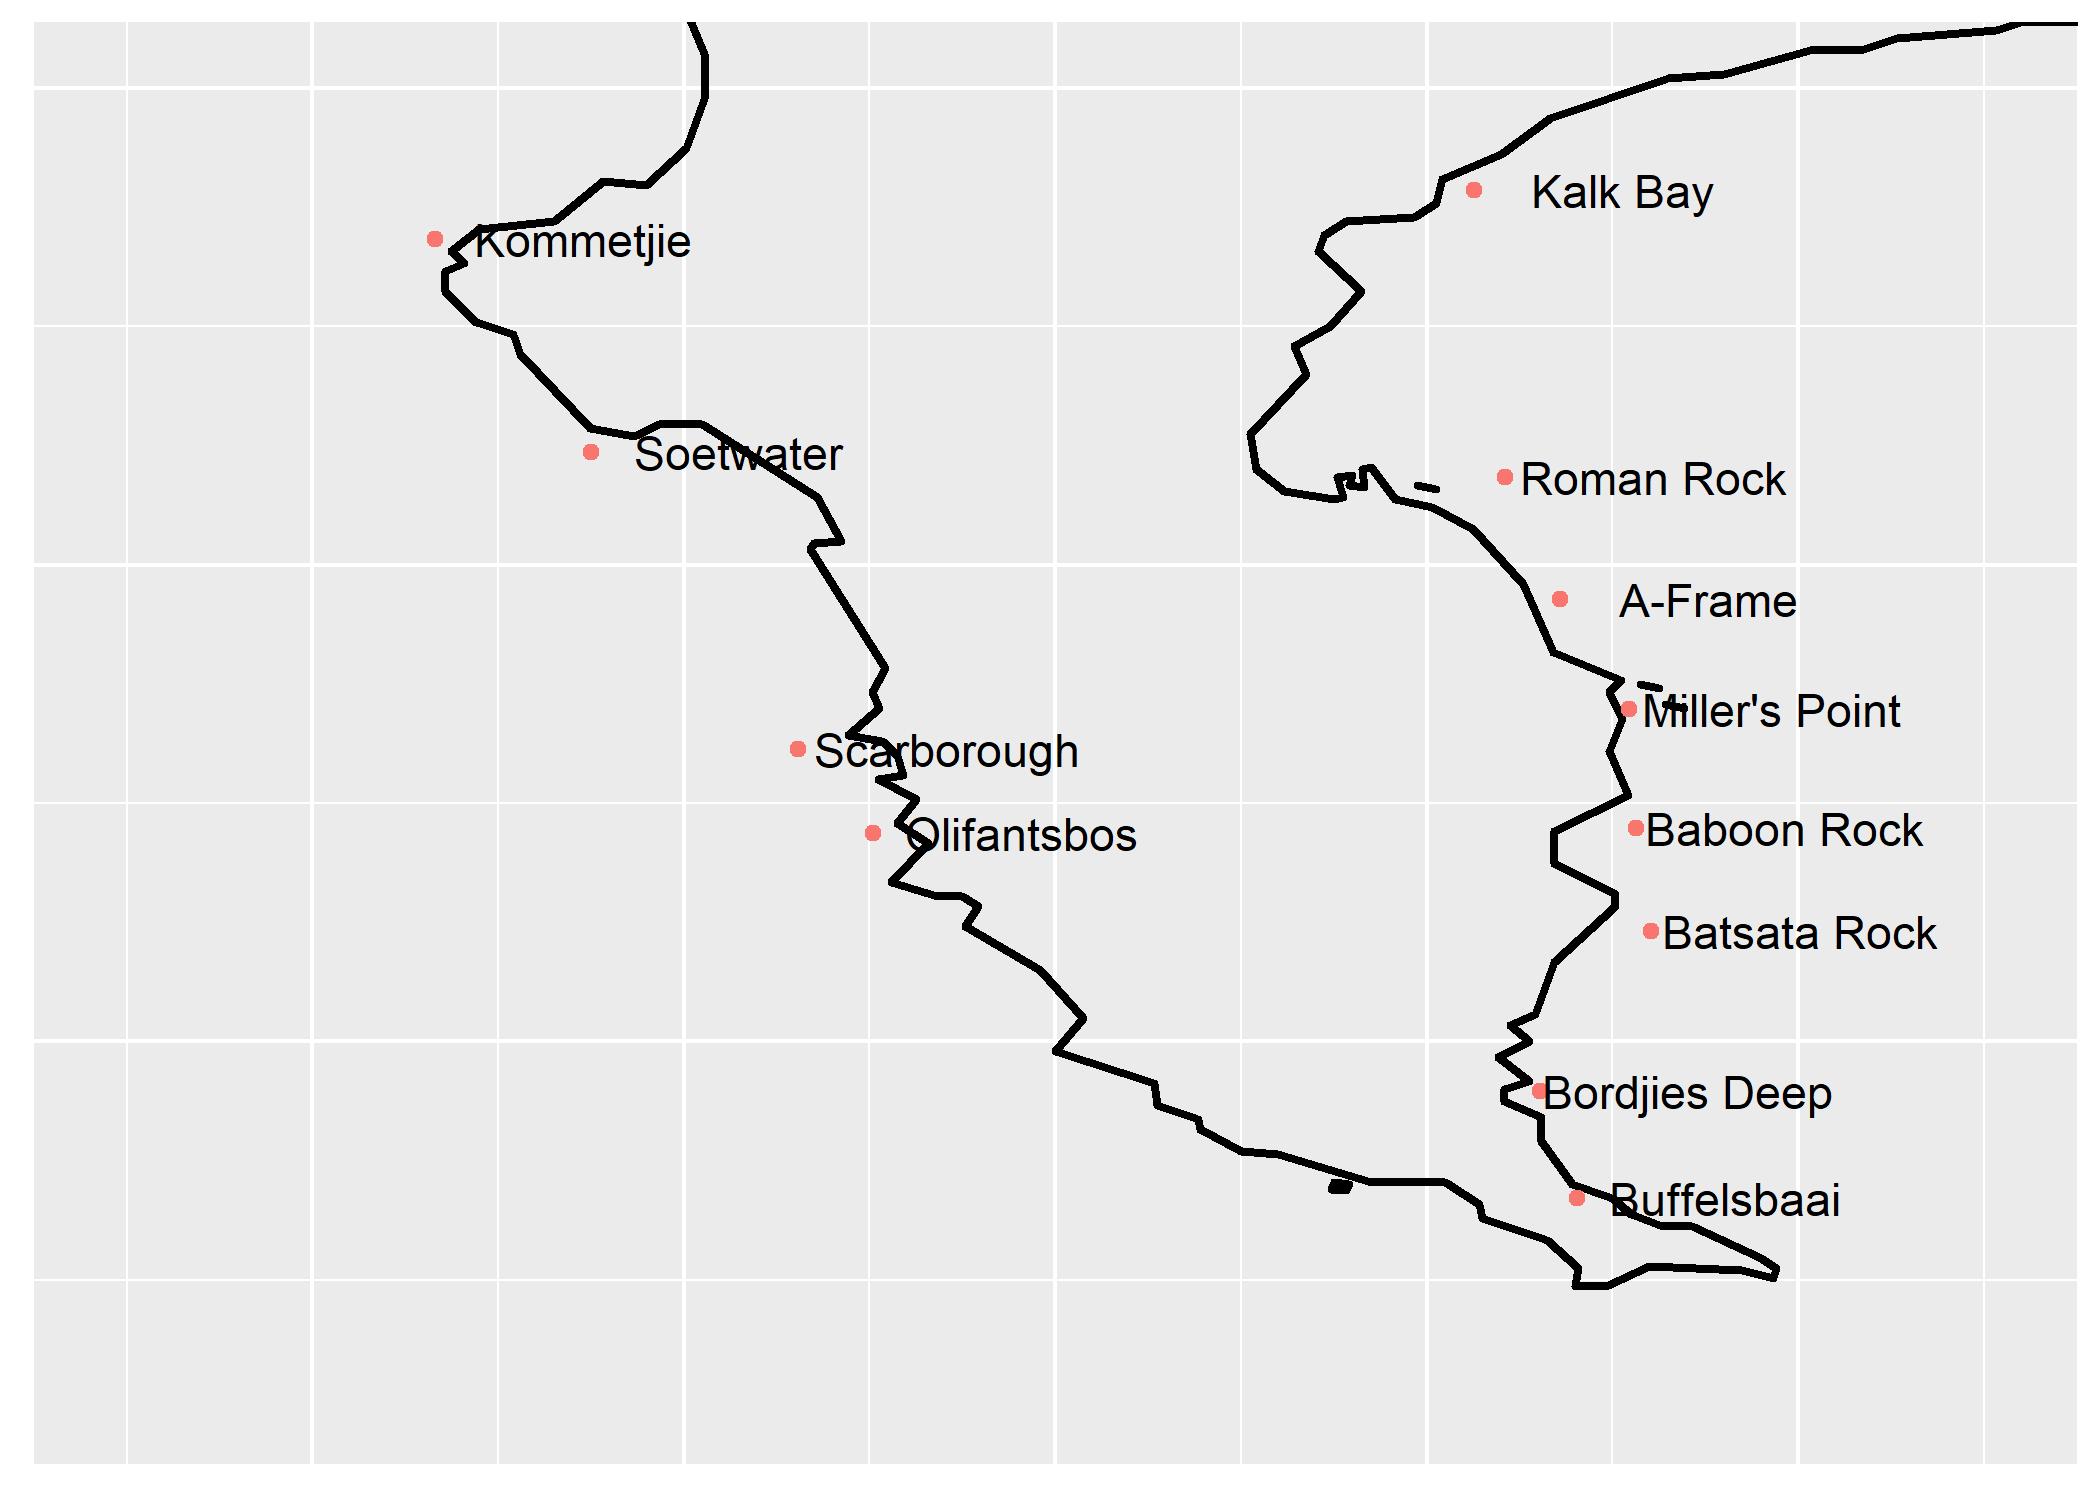 Kalk Bay
Kommetjie
Soetwater
Roman Rock
A-Frame
Miller's Point
Scarborough
Baboon Rock
Olifantsbos
Batsata Rock
Bordjies Deep
Buffelsbaai